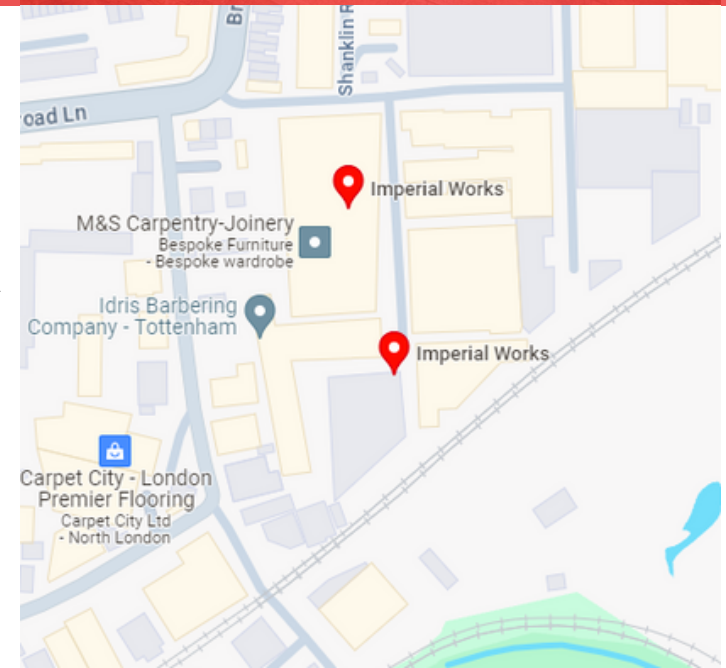 Br
Shanklin R
oad Ln
Imperial Works
M&S Carpentry-Joinery
Bespoke Furniture
- Bespoke wardrobe
Idris Barbering
Company - Tottenham
Imperial Works
Carpet City - London
Premier Flooring
Carpet City Ltd
- North London